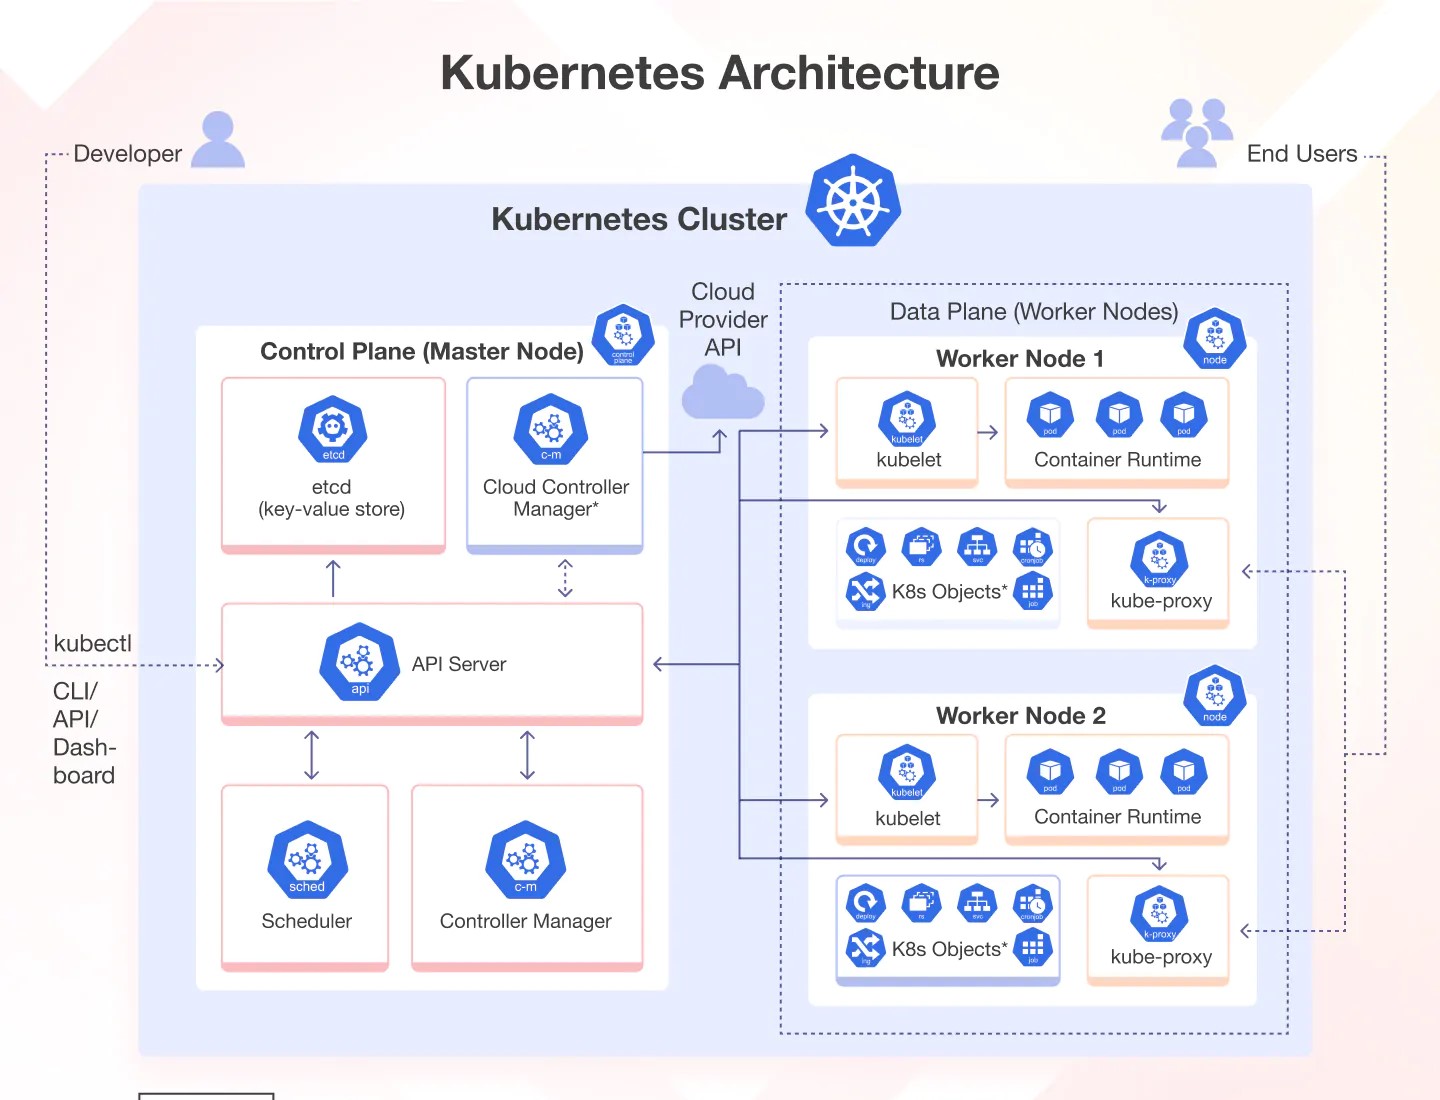 Kubernetes Architecture
Developer
End Users
Kubernetes Cluster
Cloud
Provider
API
Data Plane (Worker Nodes)
Control Plane (Master Node)
control
plane
etcd
etcd
(key-value store)
c-m
Cloud Controller
Manager*
api
API Server
kubectl
CLI/
API/
Dash-
board
sched
Scheduler
c-m
Controller Manager
Worker Node 1
node
kubelet
kubelet
pod
pod
pod
Container Runtime
deploy
rs
svc
cronjob
ing
K8s Objects*
job
k-proxy
kube-proxy
Worker Node 2
node
kubelet
kubelet
pod
pod
pod
Container Runtime
deploy
rs
svc
cronjob
ing
K8s Objects*
job
k-proxy
kube-proxy